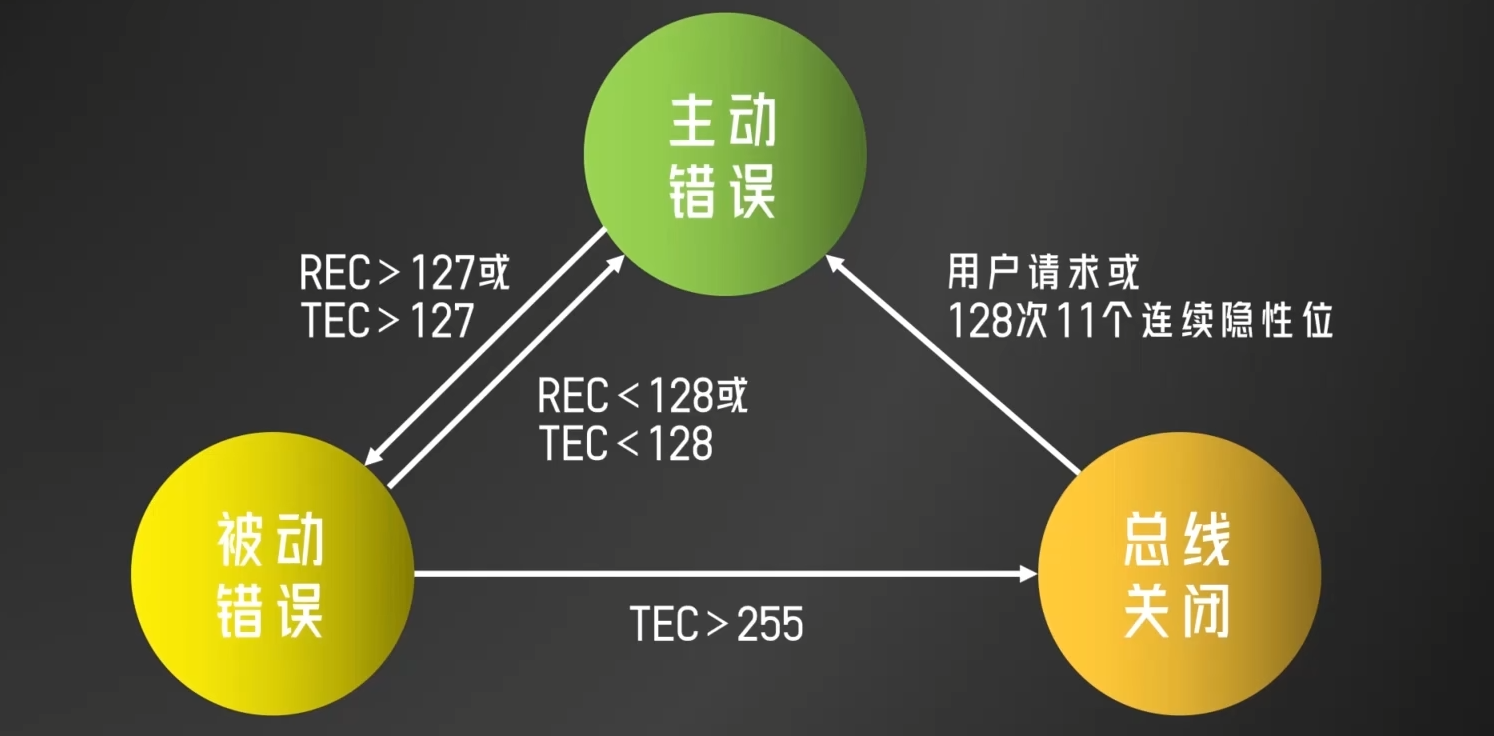 主动
错误
REC＞127或
TEC＞127
用户请求或
128次11个连续隐性位
REC＜128或
TEC＜128
被动
错误
总线
关闭
TEC＞255